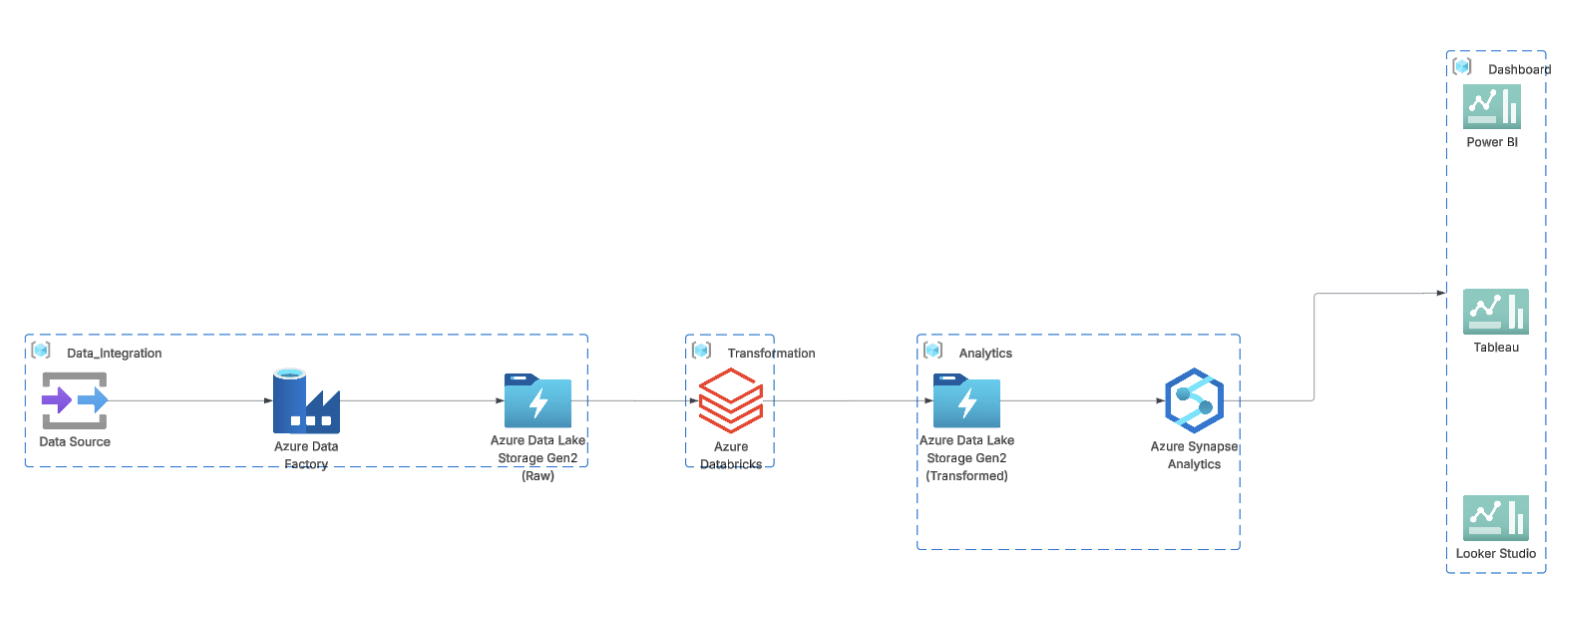 Data_Integration
Data Source
Azure Data
Factory
Azure Data Lake
Storage Gen2
(Raw)
Transformation
Azure
Databricks
Analytics
Azure Data Lake
Storage Gen2
(Transformed)
Azure Synapse
Analytics
Dashboard
Power BI
Tableau
Looker Studio